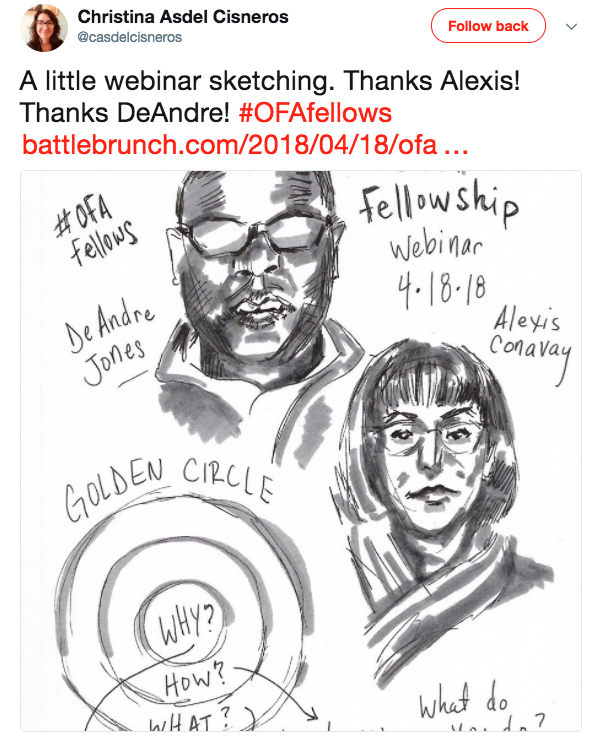 Christina Asdel Cisneros
@casdelcisneros
Follow back
A little webinar sketching. Thanks Alexis!
Thanks DeAndre! #OFAfellows
battlebrunch.com/2018/04/18/ofa ...
#OFA
Fellows
Fellowship
Webinar
4.18.18
DeAndre
Jones
Alexis
Conavay
GOLDEN CIRCLE
WHY?
How?
WHAT?
What do